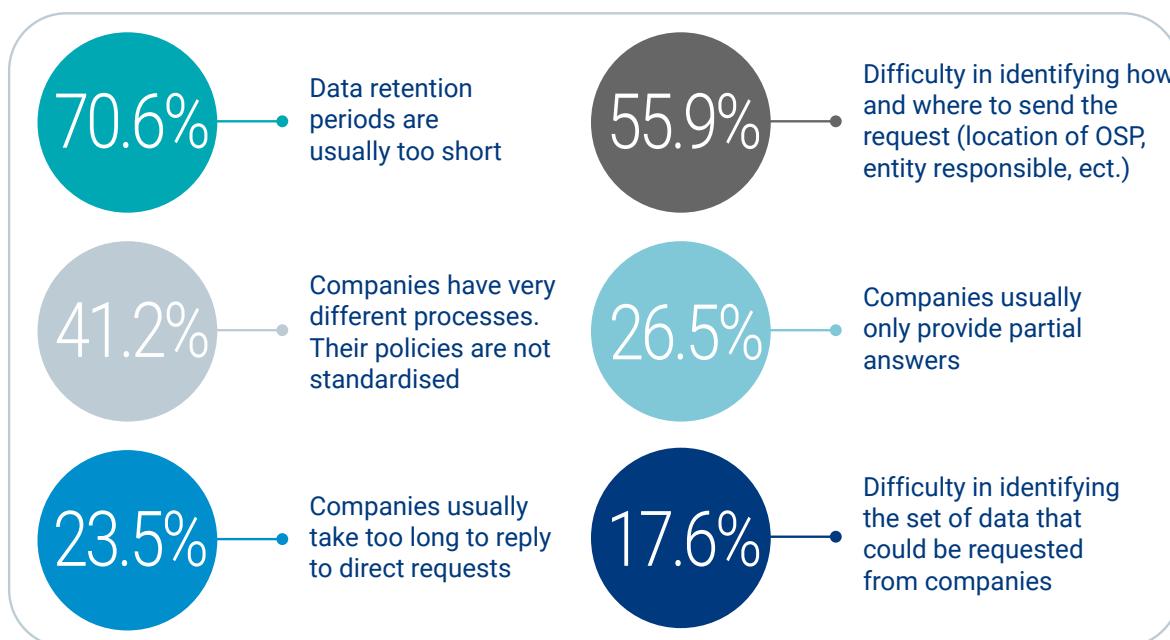 70.6%
Data retention
periods are
usually too short
55.9%
Difficulty in identifying how
and where to send the
request (location of OSP,
entity responsible, ect.)
41.2%
Companies have very
different processes.
Their policies are not
standardised
26.5%
Companies usually
only provide partial
answers
23.5%
Companies usually
take too long to reply
to direct requests
17.6%
Difficulty in identifying
the set of data that
could be requested
from companies